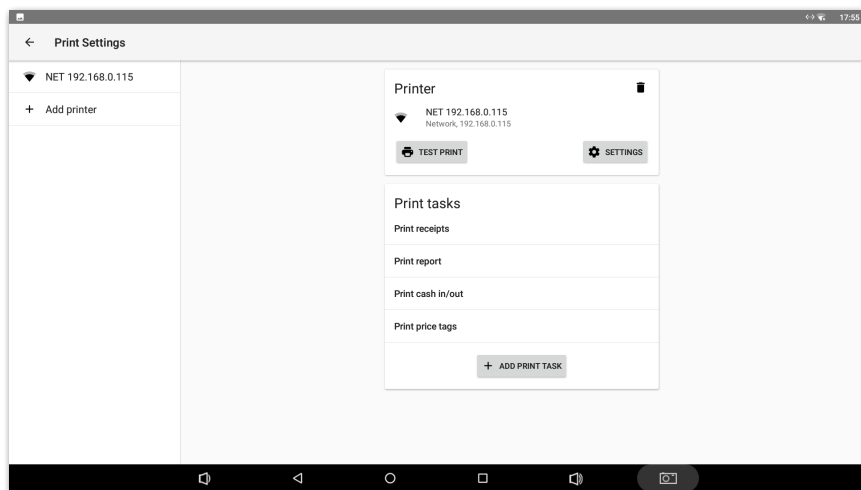 17:55
Print Settings
NET 192.168.0.115
Add printer
Printer
NET 192.168.0.115
Network, 192.168.0.115
TEST PRINT
SETTINGS
Print tasks
Print receipts
Print report
Print cash in/out
Print price tags
ADD PRINT TASK